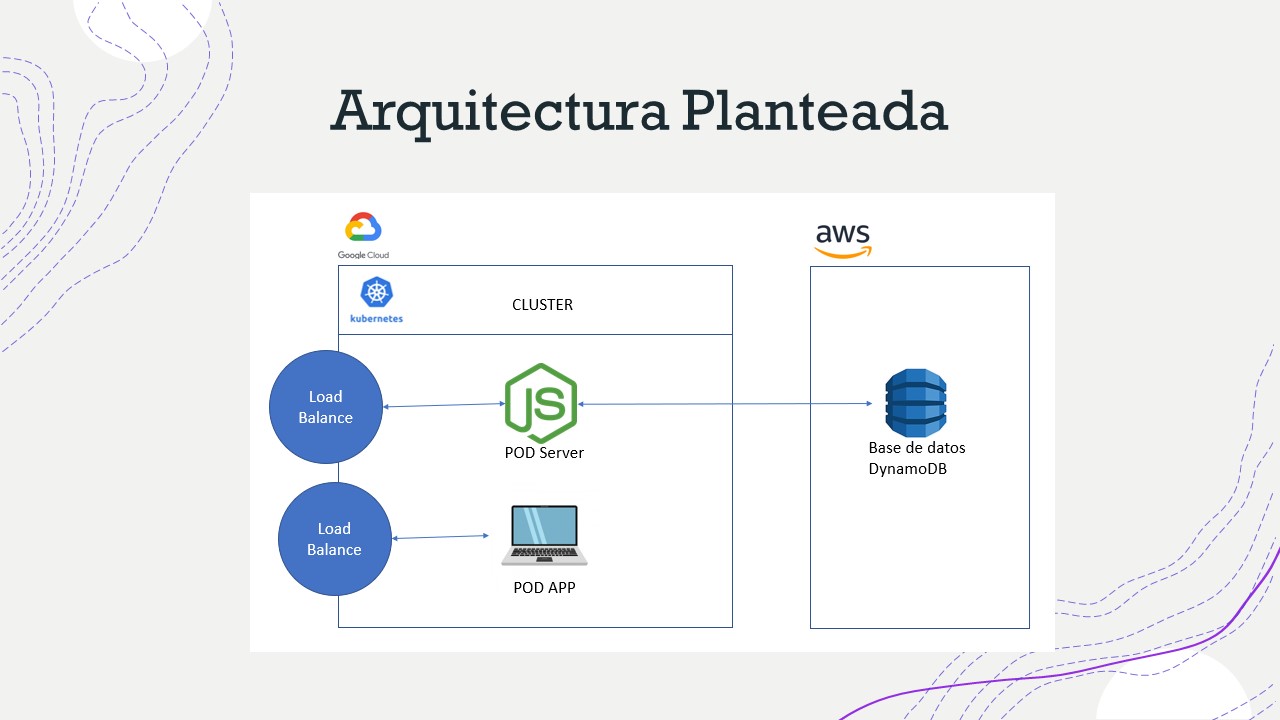 Arquitectura Planteada
Google Cloud
aws
kubernetes
CLUSTER
Load
Balance
JS
POD Server
Base de datos
DynamoDB
Load
Balance
POD APP